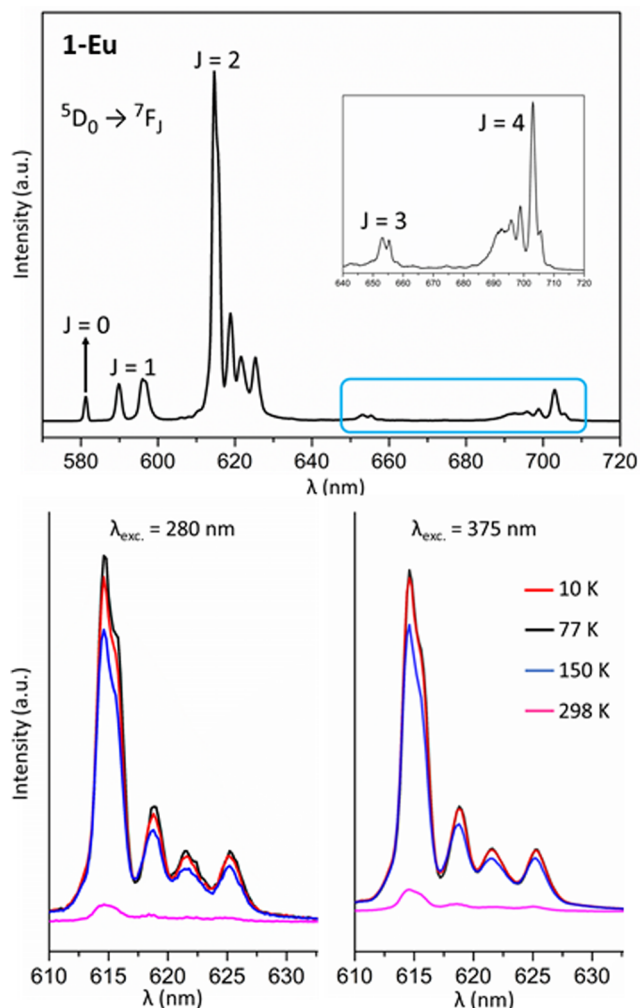 1-Eu
⁵D₀ → ⁷F_J
J = 0
J = 1
J = 2
J = 3
J = 4
640 650 660 670 680 690 700 710 720
Intensity (a.u.)
580 600 620 640 660 680 700 720
λ (nm)
λexc. = 280 nm
λexc. = 375 nm
10 K
77 K
150 K
298 K
Intensity (a.u.)
610 615 620 625 630
610 615 620 625 630
λ (nm)
λ (nm)